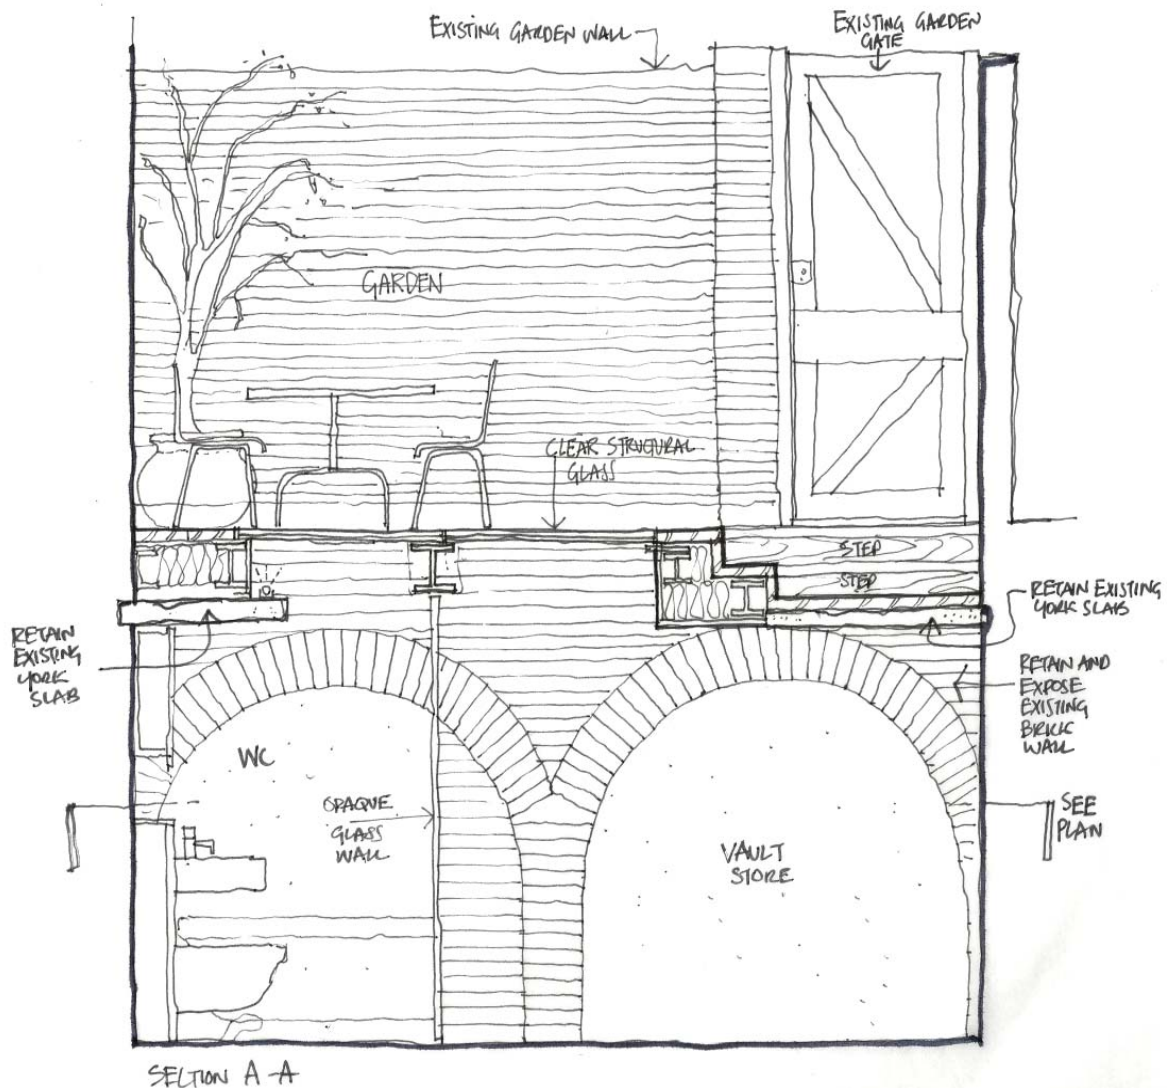 EXISTING GARDEN WALL
EXISTING GARDEN
GATE
GARDEN
CLEAR STRUCTURAL
GLASS
STEP
STEP
RETAIN EXISTING
YORK SLABS
RETAIN
EXISTING
YORK
SLAB
RETAIN AND
EXPOSE
EXISTING
BRICK
WALL
WC
OPAQUE
GLASS
WALL
VAULT
STORE
SEE
PLAN
SECTION A-A